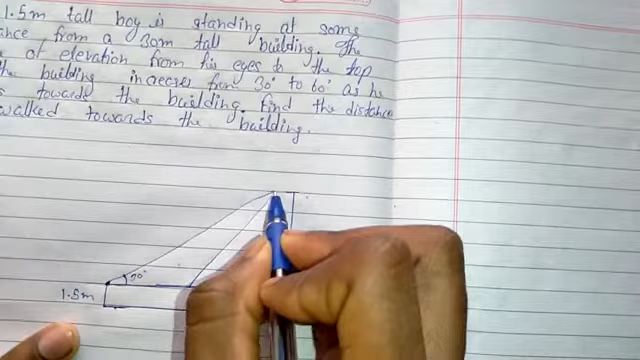 1.5m tall boy is standing at some
ance from a 30m tall building. The
e of elevation from his eyes to the top
the building increases from 30° to 60° as he
s towards the building. Find the distance
walked towards the building.
30°
1.5m